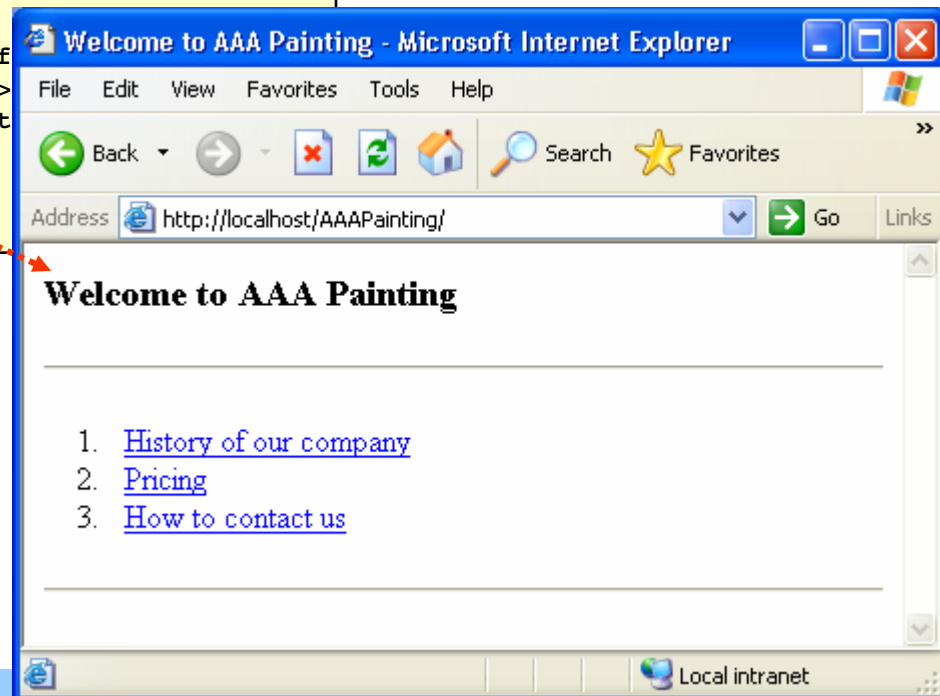 Welcome to AAA Painting - Microsoft Internet Explorer
f
File Edit View Favorites Tools Help
>
t
Back Search Favorites »
Address http://localhost/AAAPainting/ Go Links
Welcome to AAA Painting
1. History of our company
2. Pricing
3. How to contact us
Local intranet